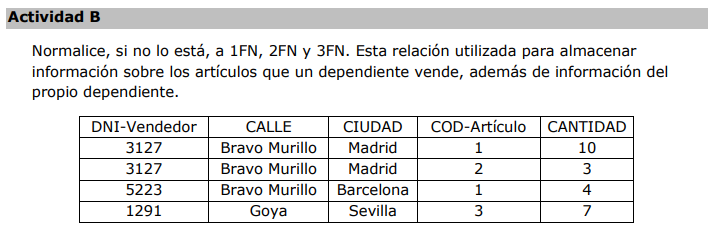 Actividad B
Normalice, si no lo está, a 1FN, 2FN y 3FN. Esta relación utilizada para almacenar
información sobre los artículos que un dependiente vende, además de información del
propio dependiente.
DNI-Vendedor CALLE CIUDAD COD-Artículo CANTIDAD
3127 Bravo Murillo Madrid 1 10
3127 Bravo Murillo Madrid 2 3
5223 Bravo Murillo Barcelona 1 4
1291 Goya Sevilla 3 7